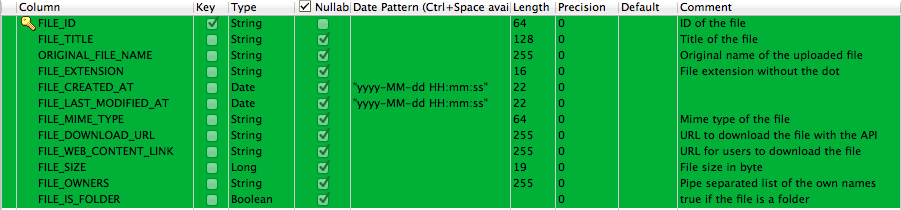 Column Key Type Nullab Date Pattern (Ctrl+Space avai Length Precision Default Comment
FILE_ID String 64 0 ID of the file
FILE_TITLE String 128 0 Title of the file
ORIGINAL_FILE_NAME String 255 0 Original name of the uploaded file
FILE_EXTENSION String 16 0 File extension without the dot
FILE_CREATED_AT Date "yyyy-MM-dd HH:mm:ss" 22 0
FILE_LAST_MODIFIED_AT Date "yyyy-MM-dd HH:mm:ss" 22 0
FILE_MIME_TYPE String 64 0 Mime type of the file
FILE_DOWNLOAD_URL String 255 0 URL to download the file with the API
FILE_WEB_CONTENT_LINK String 255 0 URL for users to download the file
FILE_SIZE Long 19 0 File size in byte
FILE_OWNERS String 255 0 Pipe separated list of the own names
FILE_IS_FOLDER Boolean 0 true if the file is a folder